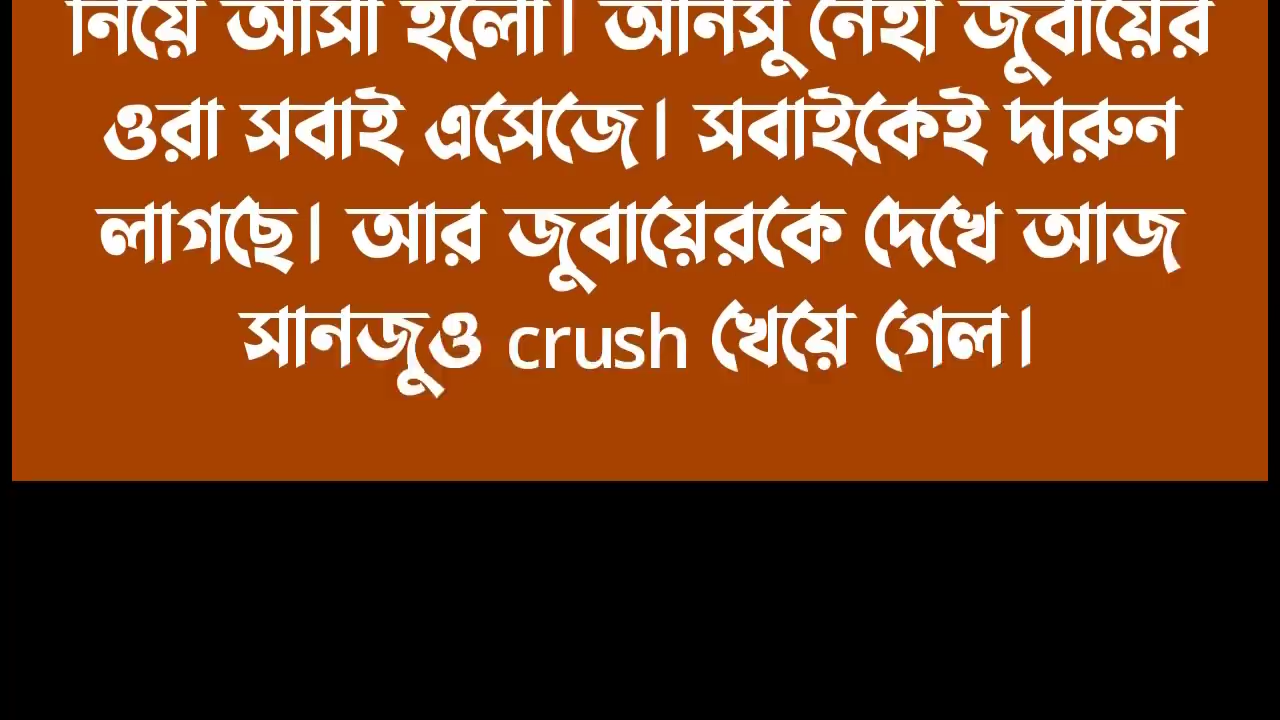 নিয়ে আসা হলো। আনসু নেহা জুবায়ের
ওরা সবাই এসেজে। সবাইকেই দারুন
লাগছে। আর জুবায়েরকে দেখে আজ
সানজুও crush খেয়ে গেল।